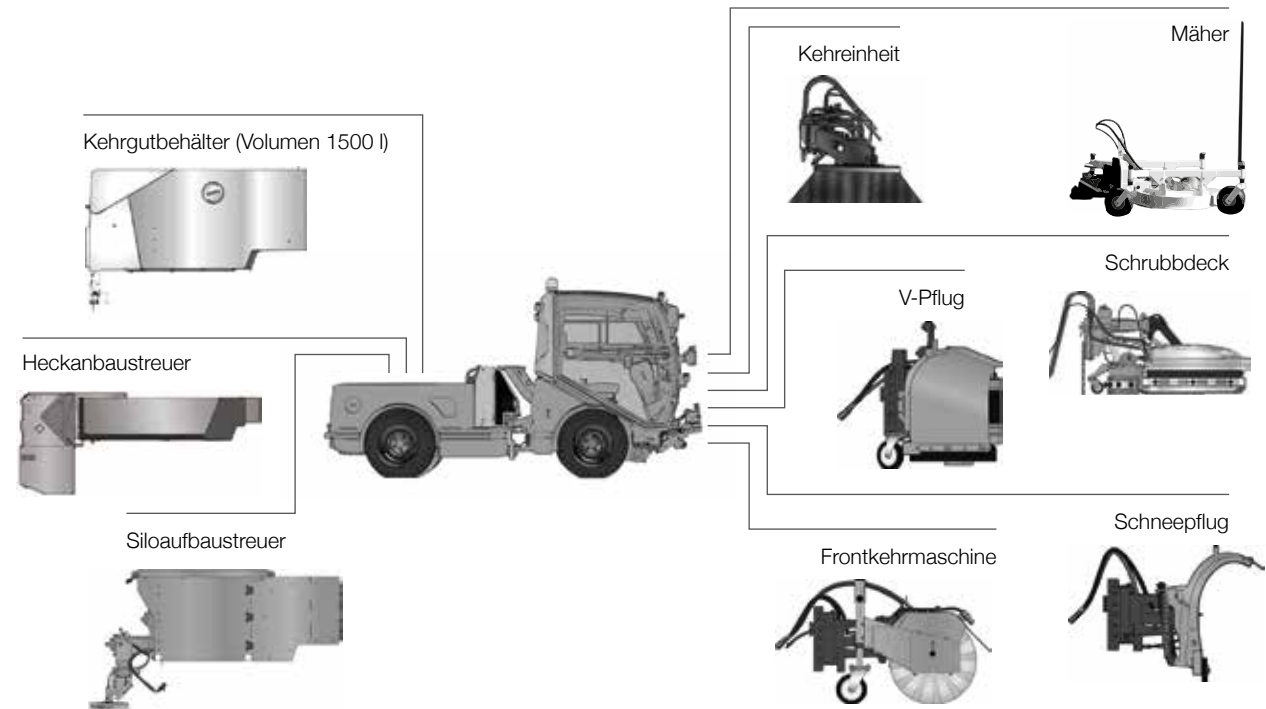 Mäher
Kehreinheit
Kehrgutbehälter (Volumen 1500 l)
Schrubbdeck
V-Pflug
Heckanbaustreuer
Schneepflug
Siloaufbaustreuer
Frontkehrmaschine